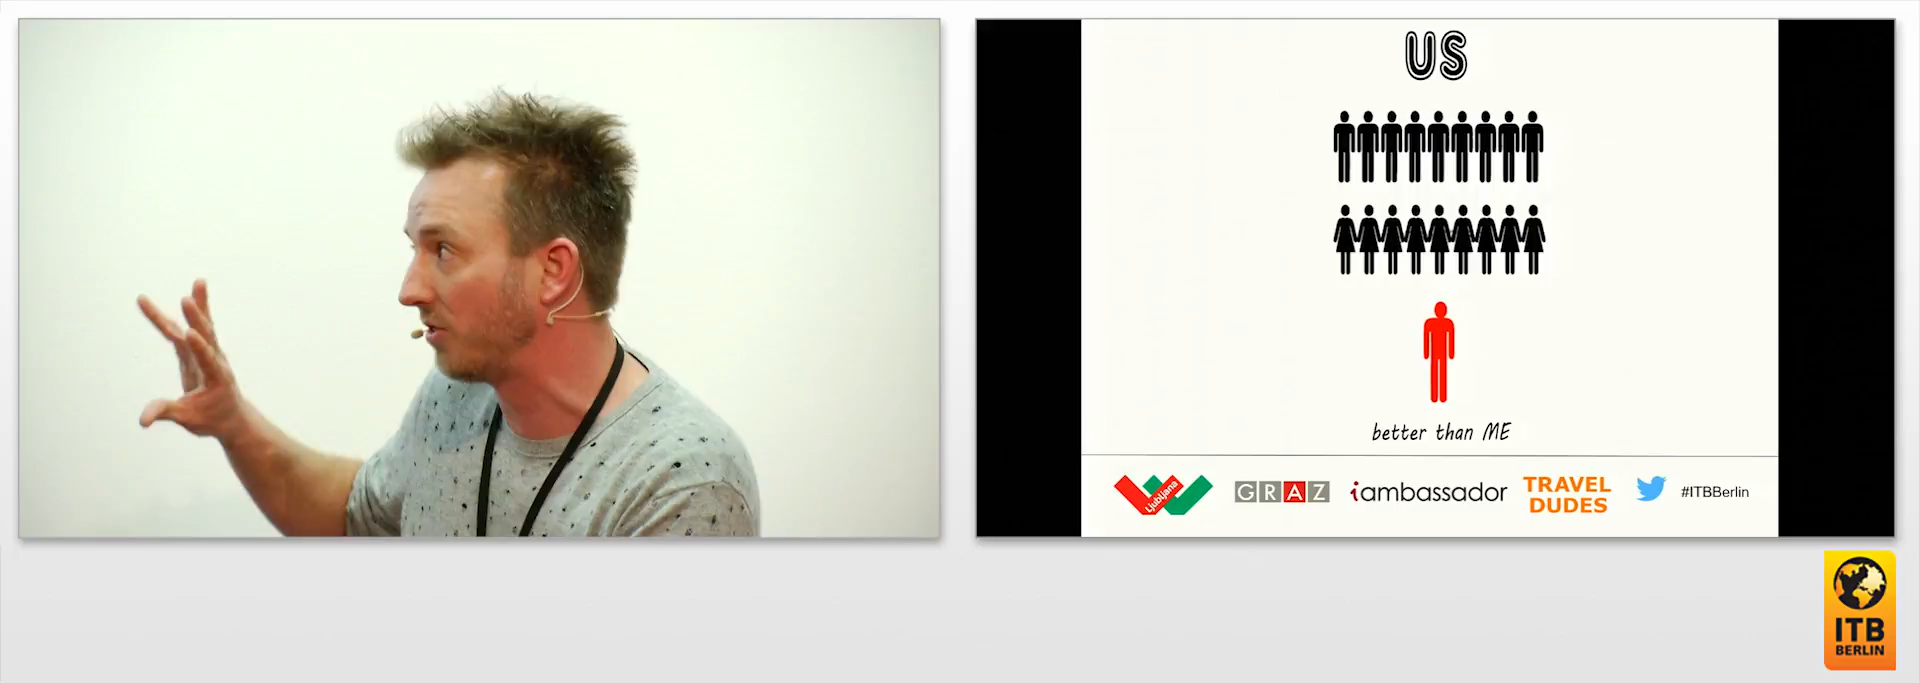 US
better than ME
Ljubljana
GRAZ
iambassador
TRAVEL
DUDES
#ITBBerlin
ITB
BERLIN